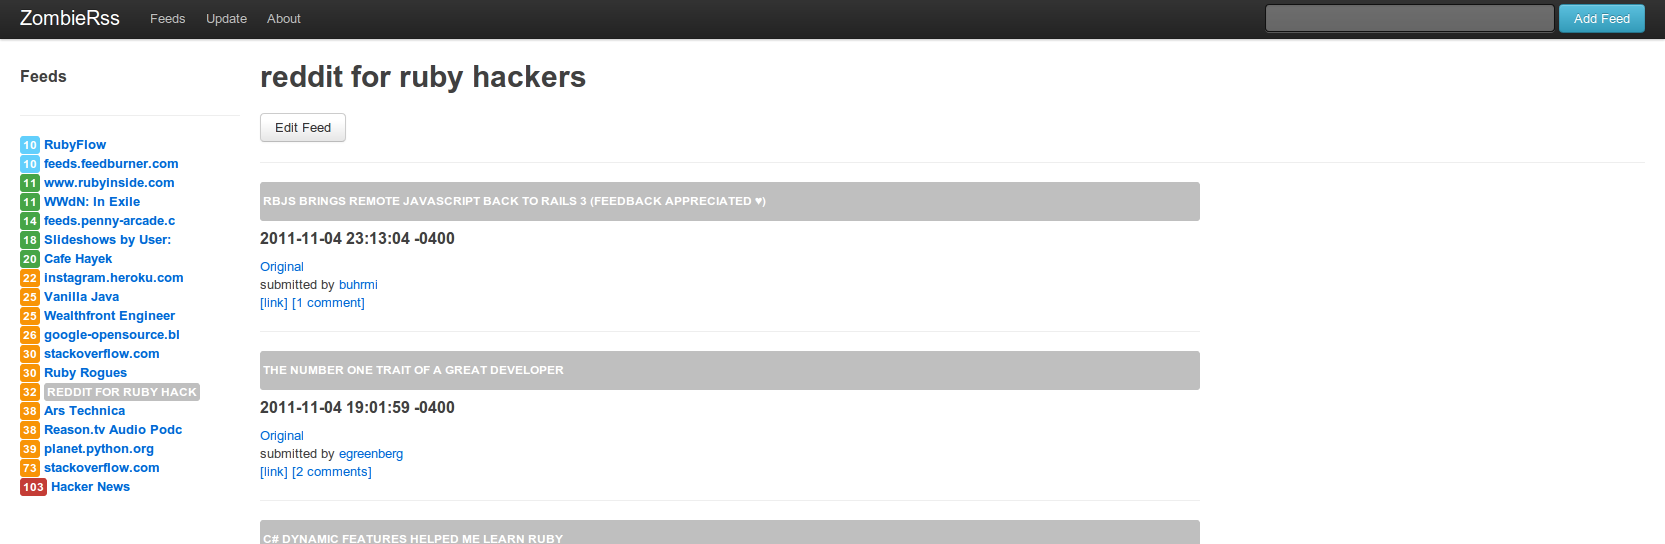 ZombieRss Feeds Update About Add Feed
Feeds
10 RubyFlow
10 feeds.feedburner.com
11 www.rubyinside.com
11 WWdN: In Exile
14 feeds.penny-arcade.c
18 Slideshows by User:
20 Cafe Hayek
22 instagram.heroku.com
25 Vanilla Java
25 Wealthfront Engineer
26 google-opensource.bl
30 stackoverflow.com
30 Ruby Rogues
32 REDDIT FOR RUBY HACK
38 Ars Technica
38 Reason.tv Audio Podc
39 planet.python.org
73 stackoverflow.com
103 Hacker News
reddit for ruby hackers
Edit Feed
RBJS BRINGS REMOTE JAVASCRIPT BACK TO RAILS 3 (FEEDBACK APPRECIATED ♥)
2011-11-04 23:13:04 -0400
Original
submitted by buhrmi
[link] [1 comment]
THE NUMBER ONE TRAIT OF A GREAT DEVELOPER
2011-11-04 19:01:59 -0400
Original
submitted by egreenberg
[link] [2 comments]
C# DYNAMIC FEATURES HELPED ME LEARN RUBY